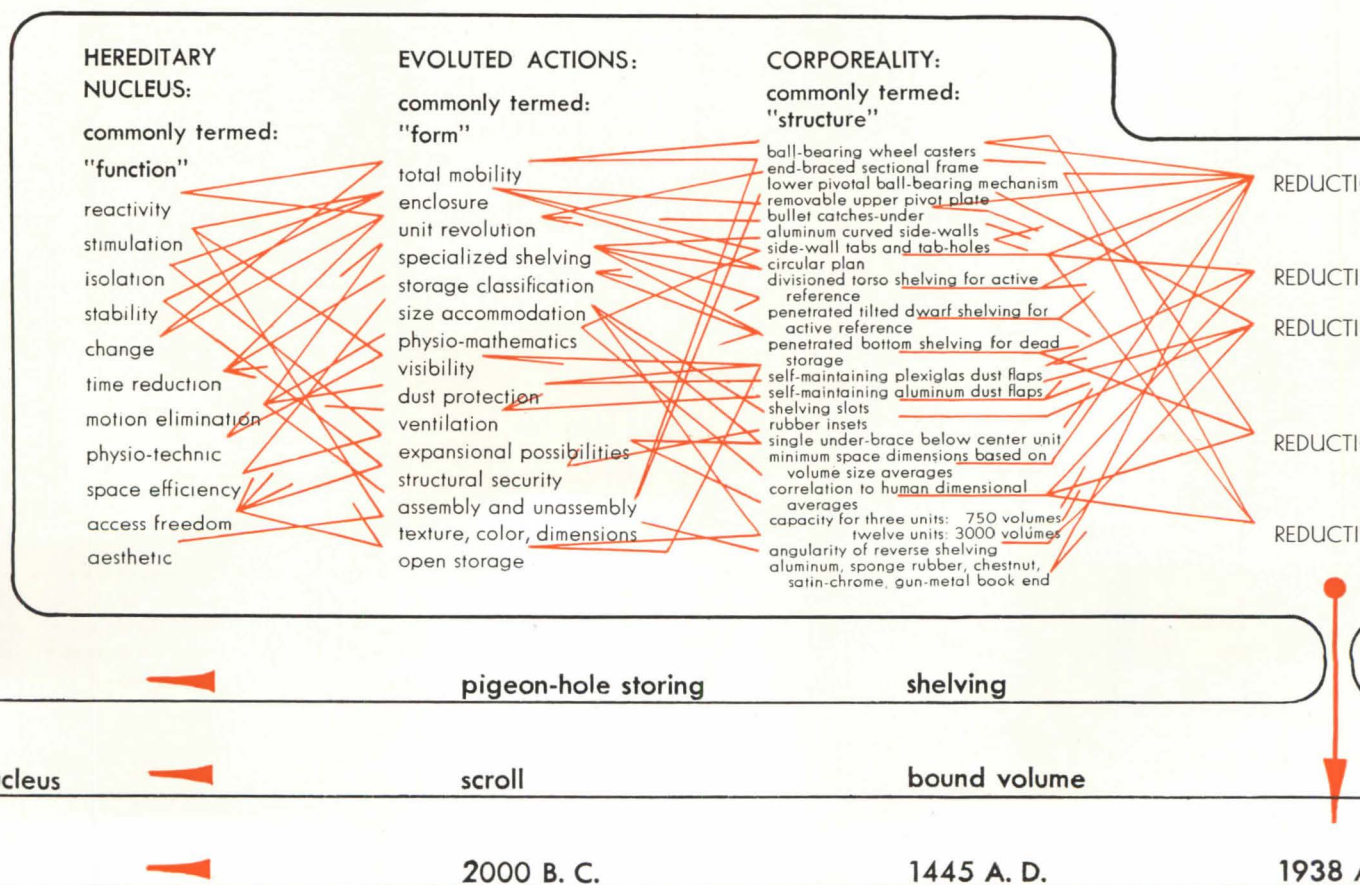 HEREDITARY
NUCLEUS:
commonly termed:
"function"
reactivity
stimulation
isolation
stability
change
time reduction
motion elimination
physio-technic
space efficiency
access freedom
aesthetic
EVOLUTED ACTIONS:
commonly termed:
"form"
total mobility
enclosure
unit revolution
specialized shelving
storage classification
size accommodation
physio-mathematics
visibility
dust protection
ventilation
expansional possibilities
structural security
assembly and unassembly
texture, color, dimensions
open storage
CORPOREALITY:
commonly termed:
"structure"
ball-bearing wheel casters
end-braced sectional frame
lower pivotal ball-bearing mechanism
removable upper pivot plate
bullet catches-under
aluminum curved side-walls
side-wall tabs and tab-holes
circular plan
divisioned torso shelving for active
reference
penetrated tilted dwarf shelving for
active reference
penetrated bottom shelving for dead
storage
self-maintaining plexiglas dust flaps
self-maintaining aluminum dust flaps
shelving slots
rubber insets
single under-brace below center unit
minimum space dimensions based on
volume size averages
correlation to human dimensional
averages
capacity for three units: 750 volumes
twelve units: 3000 volumes
angularity of reverse shelving
aluminum, sponge rubber, chestnut,
satin-chrome, gun-metal book end
REDUCTI
REDUCTI
REDUCTI
REDUCTI
REDUCTI
pigeon-hole storing shelving
cleus scroll bound volume
2000 B. C. 1445 A. D. 1938 A